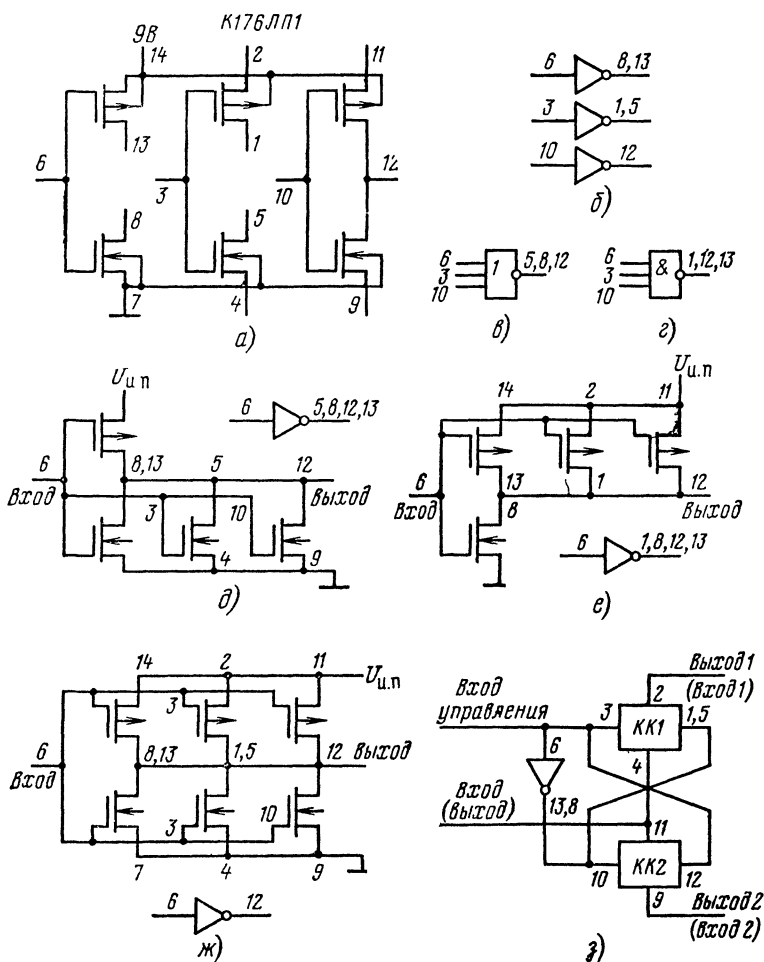 К176ЛП1
9В
14
2
11
6
13
3
1
10
12
8
5
7
4
9
а)
6
8,13
3
1,5
10
12
б)
6
3
10
1
5,8,12
в)
6
3
10
&
1,12,13
г)
Uи.п
6
5,8,12,13
6
Вход
8,13
5
12
Выход
3
10
4
9
д)
Uи.п
14
2
11
6
Вход
13
1
12
Выход
8
6
1,8,12,13
е)
14
2
11
Uи.п
3
6
Вход
8,13
1,5
12
Выход
3
10
7
4
9
6
12
ж)
Выход1
(Вход1)
Вход
управления
2
3
КК1
1,5
6
4
Вход
(выход)
13,8
11
10
КК2
12
9
Выход2
(Вход2)
з)